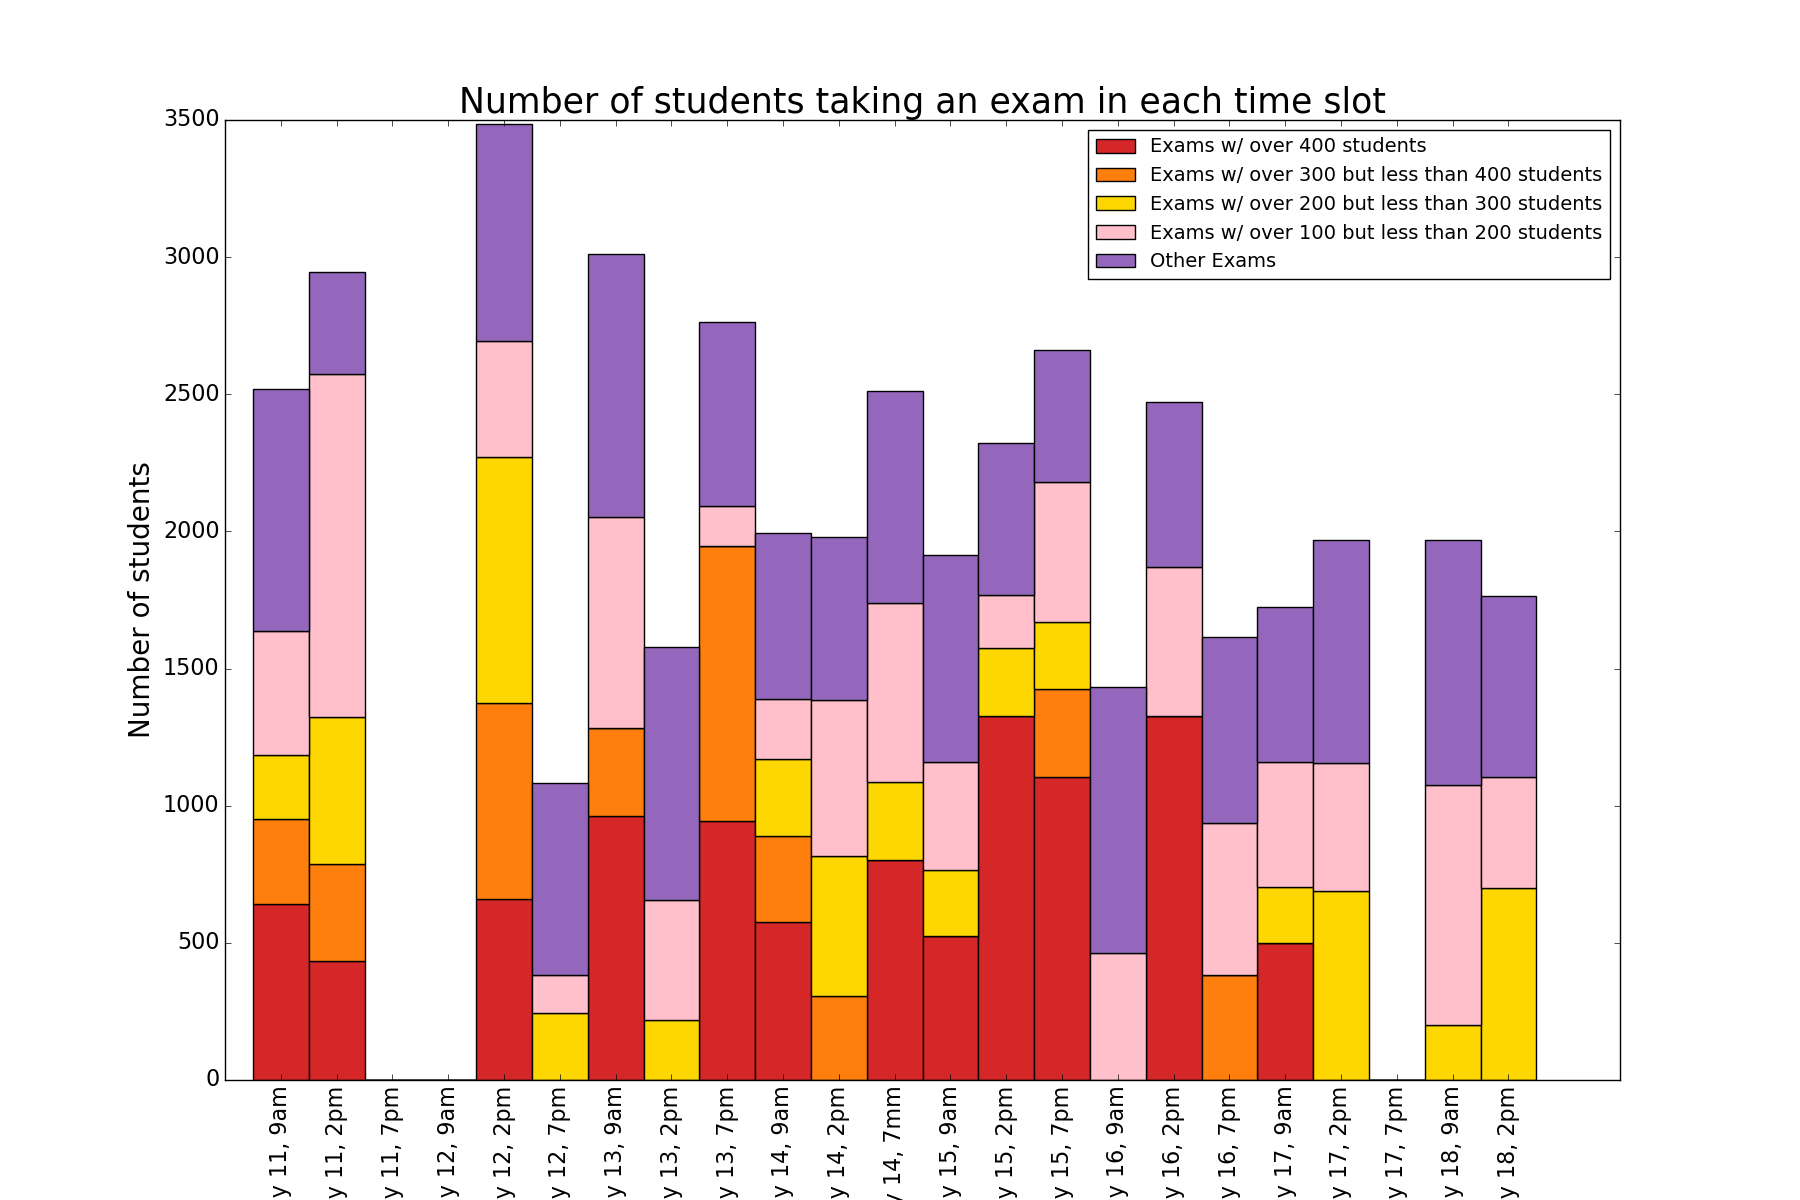 Number of students taking an exam in each time slot
Exams w/ over 400 students
Exams w/ over 300 but less than 400 students
Exams w/ over 200 but less than 300 students
Exams w/ over 100 but less than 200 students
Other Exams
Number of students
3500
3000
2500
2000
1500
1000
500
0
y 11, 9am
y 11, 2pm
y 11, 7pm
y 12, 9am
y 12, 2pm
y 12, 7pm
y 13, 9am
y 13, 2pm
y 13, 7pm
y 14, 9am
y 14, 2pm
y 14, 7mm
y 15, 9am
y 15, 2pm
y 15, 7pm
y 16, 9am
y 16, 2pm
y 16, 7pm
y 17, 9am
y 17, 2pm
y 17, 7pm
y 18, 9am
y 18, 2pm